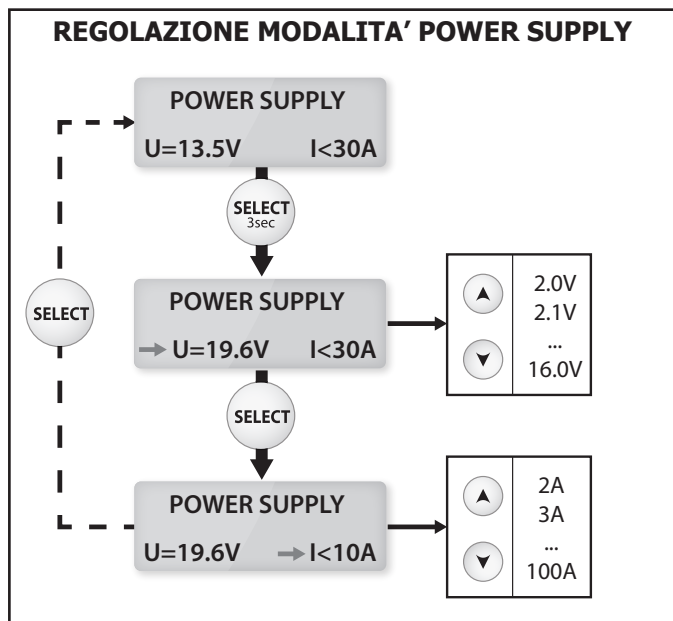 REGOLAZIONE MODALITA’ POWER SUPPLY
POWER SUPPLY
U=13.5V I<30A
SELECT
3sec
POWER SUPPLY
U=19.6V I<30A
2.0V
2.1V
...
16.0V
SELECT
SELECT
POWER SUPPLY
U=19.6V I<10A
2A
3A
...
100A